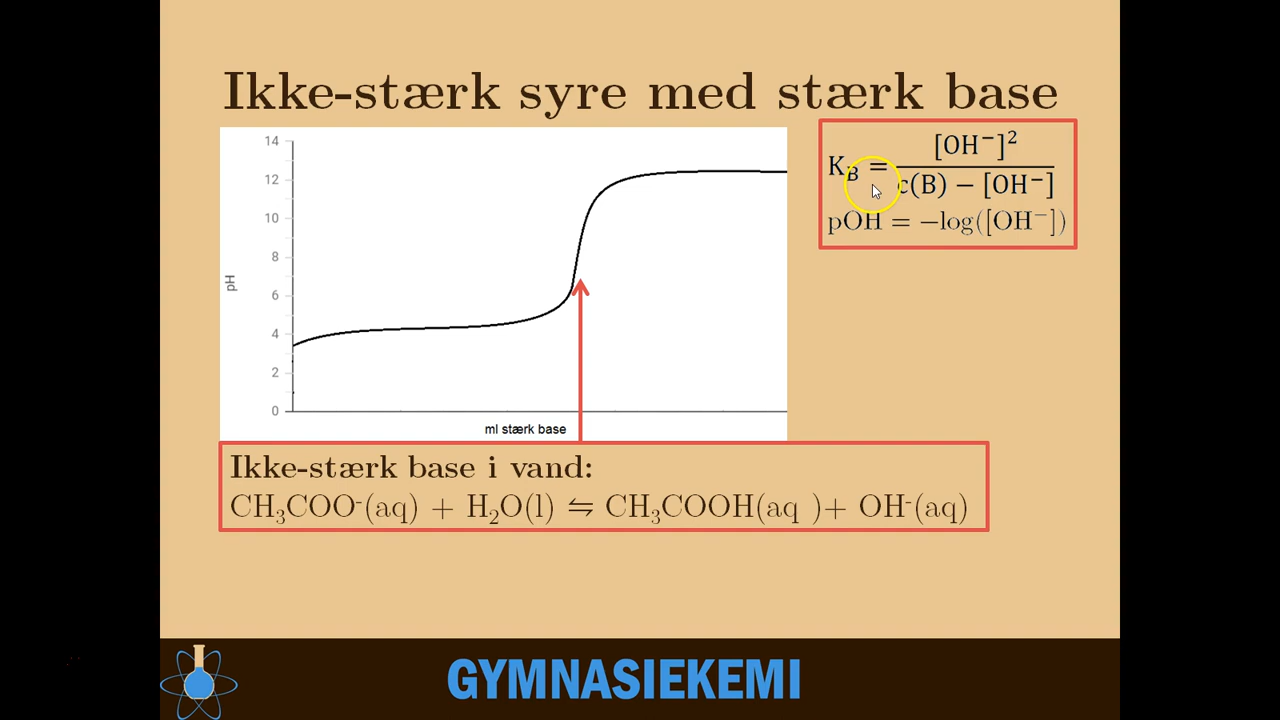 Ikke-stærk syre med stærk base
14
12
10
8
6
4
2
0
pH
ml stærk base
K_B = [OH⁻]² / c(B) − [OH⁻]
pOH = −log([OH⁻])
Ikke-stærk base i vand:
CH₃COO⁻(aq) + H₂O(l) ⇋ CH₃COOH(aq )+ OH⁻(aq)
GYMNASIEKEMI